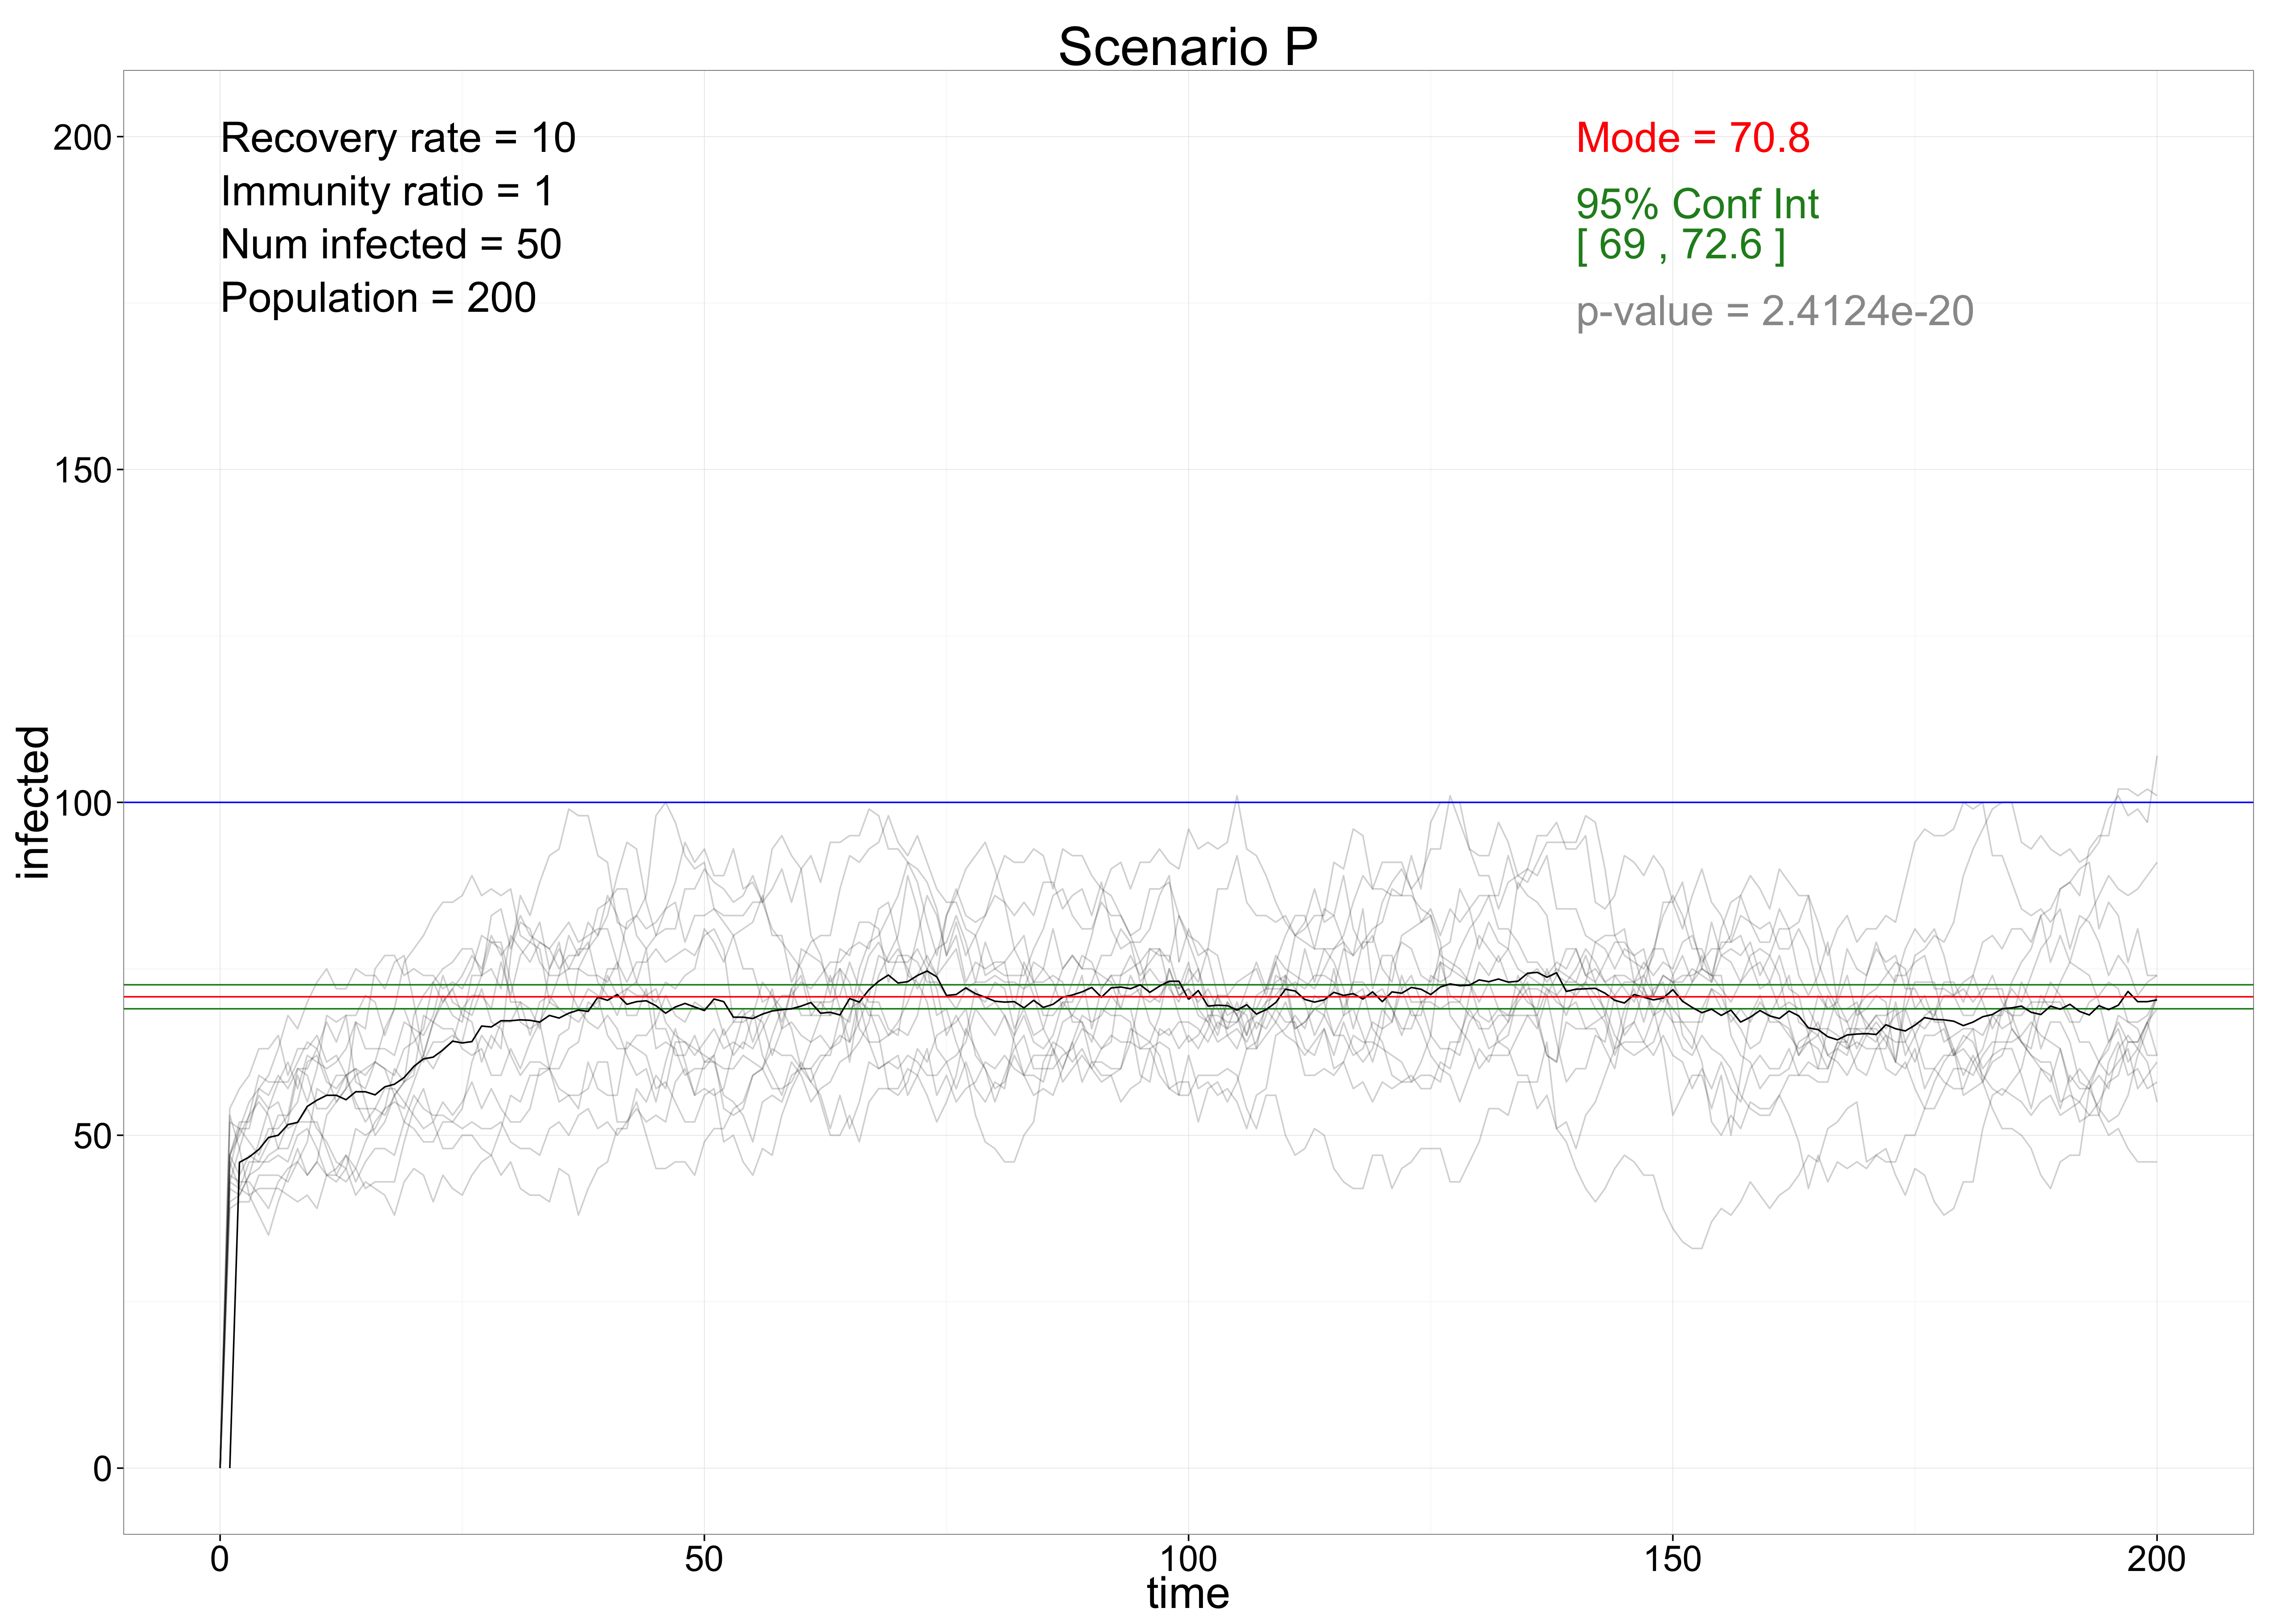 Scenario P
Recovery rate = 10
Immunity ratio = 1
Num infected = 50
Population = 200
Mode = 70.8
95% Conf Int
[ 69 , 72.6 ]
p-value = 2.4124e-20
infected
200
150
100
50
0
0 50 100 150 200
time